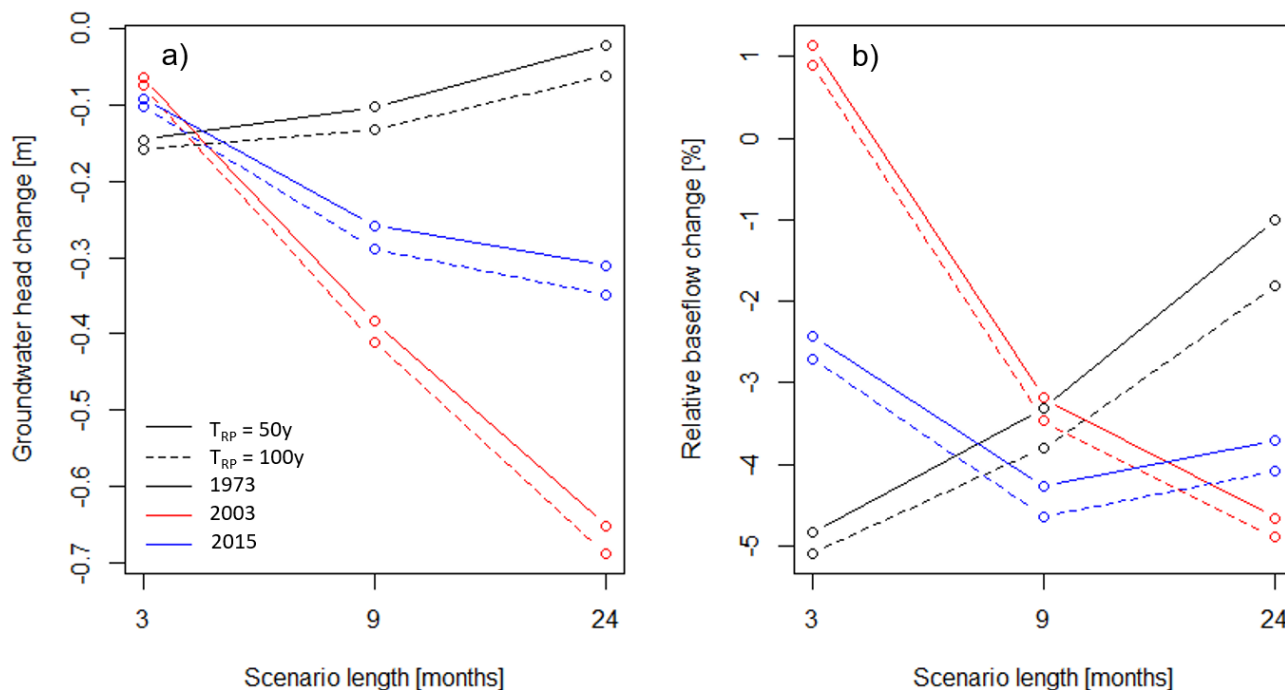 a)
Groundwater head change [m]
0.0
-0.1
-0.2
-0.3
-0.4
-0.5
-0.6
-0.7
T_RP = 50y
T_RP = 100y
1973
2003
2015
3 9 24
Scenario length [months]
b)
Relative baseflow change [%]
1
0
-1
-2
-3
-4
-5
3 9 24
Scenario length [months]